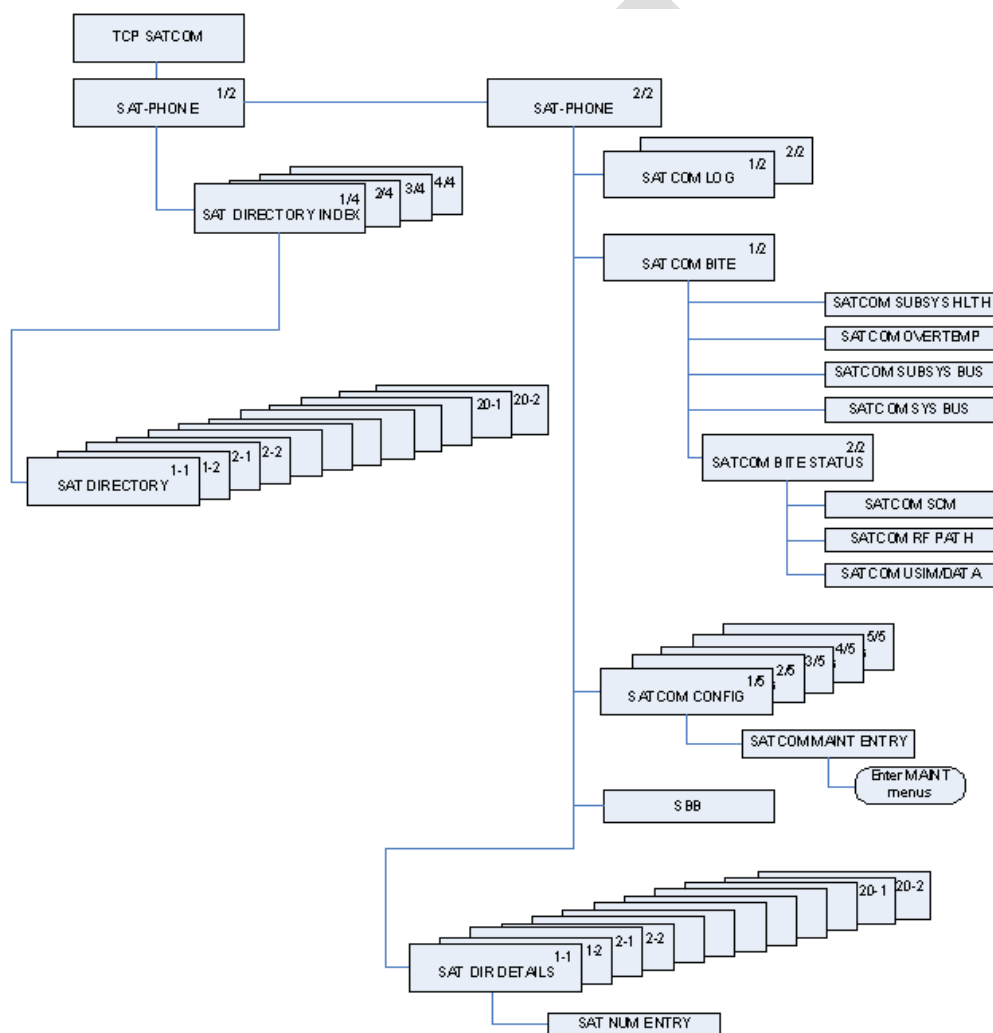 TCP SATCOM
1/2
SAT-PHONE
2/2
SAT-PHONE
2/2
1/2
SATCOM LOG
4/4
3/4
2/4
1/4
SAT DIRECTORY INDEX
1/2
SATCOM BITE
SATCOM SUBSYS HLTH
SATCOM OVERTEMP
SATCOM SUBSYS BUS
SATCOM SYS BUS
2/2
SATCOM BITE STATUS
SATCOM SCM
SATCOM RF PATH
SATCOM USIM/DATA
20-2
20-1
2-2
2-1
1-2
1-1
SAT DIRECTORY
5/5
4/5
3/5
2/5
1/5
SATCOM CONFIG
SATCOM MAINT ENTRY
Enter MAINT
menus
SBB
20-2
20-1
2-2
2-1
1-2
1-1
SAT DIR DETAILS
SAT NUM ENTRY